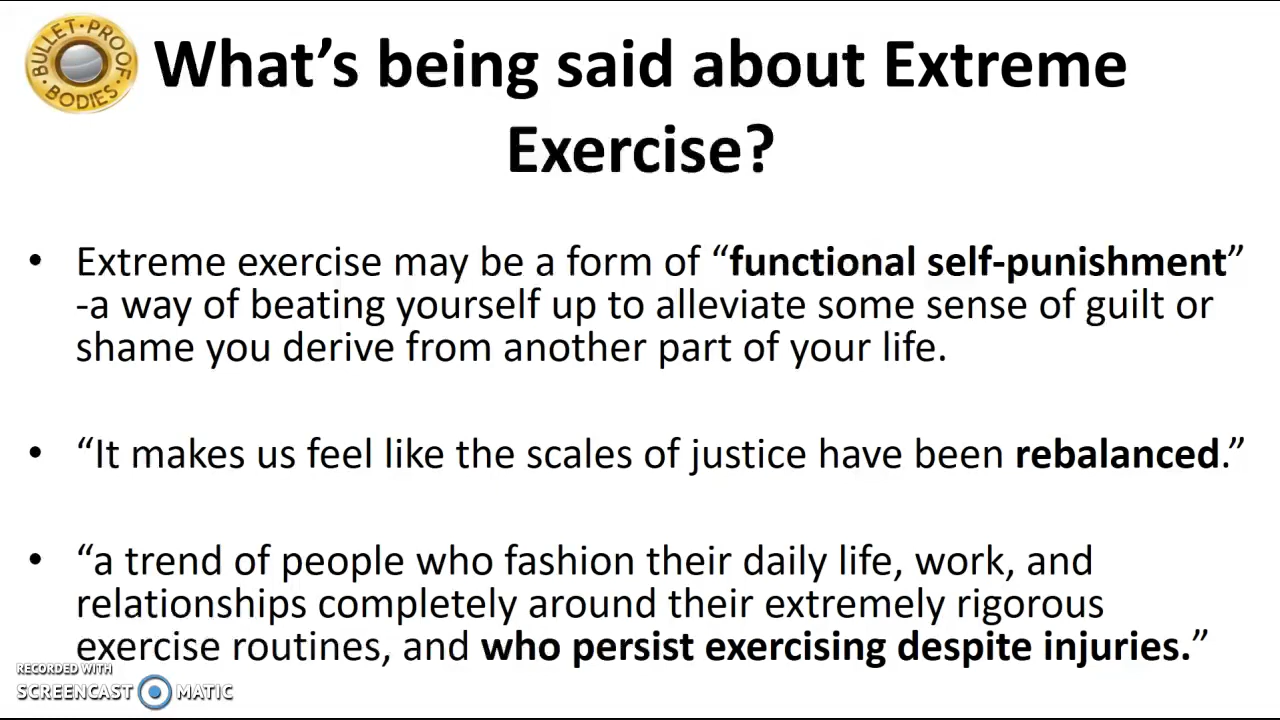 BULLET·PROOF
·BODIES·
What’s being said about Extreme
Exercise?
• Extreme exercise may be a form of “functional self-punishment”
-a way of beating yourself up to alleviate some sense of guilt or
shame you derive from another part of your life.
• “It makes us feel like the scales of justice have been rebalanced.”
• “a trend of people who fashion their daily life, work, and
relationships completely around their extremely rigorous
exercise routines, and who persist exercising despite injuries.”
RECORDED WITH
SCREENCAST MATIC